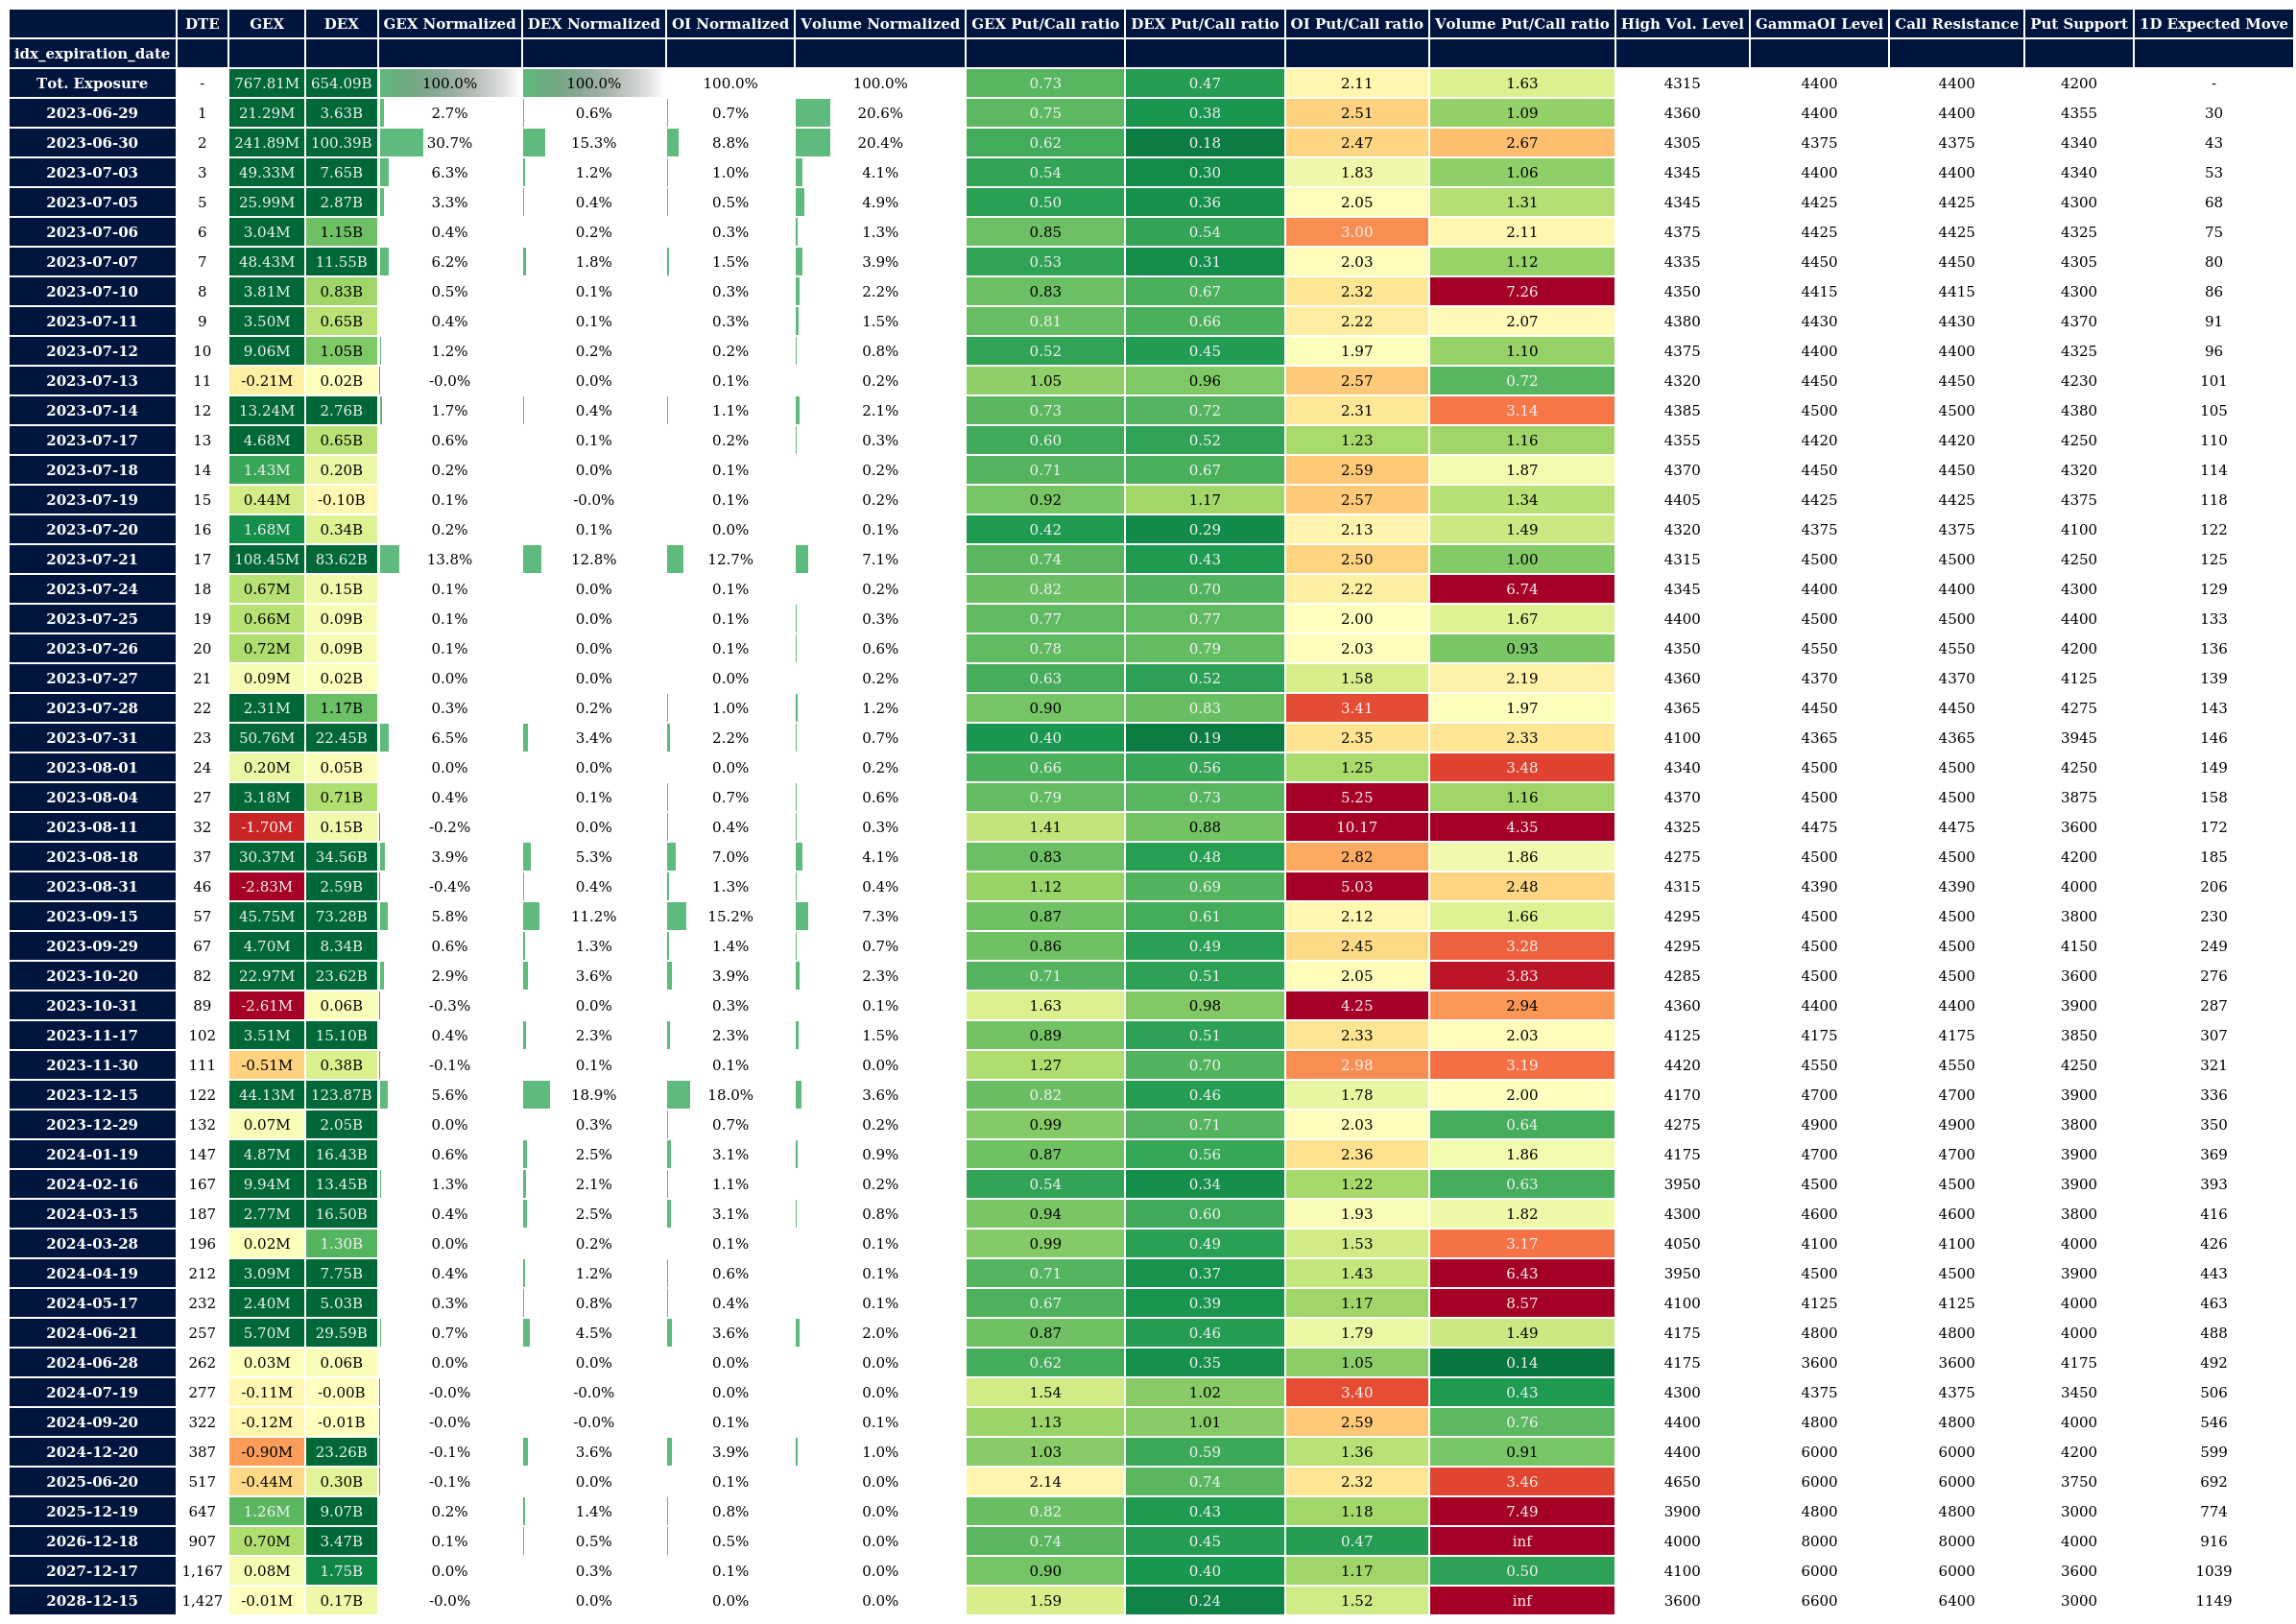 DTE GEX DEX GEX Normalized DEX Normalized OI Normalized Volume Normalized GEX Put/Call ratio DEX Put/Call ratio OI Put/Call ratio Volume Put/Call ratio High Vol. Level GammaOI Level Call Resistance Put Support 1D Expected Move
idx_expiration_date
Tot. Exposure - 767.81M 654.09B 100.0% 100.0% 100.0% 100.0% 0.73 0.47 2.11 1.63 4315 4400 4400 4200 -
2023-06-29 1 21.29M 3.63B 2.7% 0.6% 0.7% 20.6% 0.75 0.38 2.51 1.09 4360 4400 4400 4355 30
2023-06-30 2 241.89M 100.39B 30.7% 15.3% 8.8% 20.4% 0.62 0.18 2.47 2.67 4305 4375 4375 4340 43
2023-07-03 3 49.33M 7.65B 6.3% 1.2% 1.0% 4.1% 0.54 0.30 1.83 1.06 4345 4400 4400 4340 53
2023-07-05 5 25.99M 2.87B 3.3% 0.4% 0.5% 4.9% 0.50 0.36 2.05 1.31 4345 4425 4425 4300 68
2023-07-06 6 3.04M 1.15B 0.4% 0.2% 0.3% 1.3% 0.85 0.54 3.00 2.11 4375 4425 4425 4325 75
2023-07-07 7 48.43M 11.55B 6.2% 1.8% 1.5% 3.9% 0.53 0.31 2.03 1.12 4335 4450 4450 4305 80
2023-07-10 8 3.81M 0.83B 0.5% 0.1% 0.3% 2.2% 0.83 0.67 2.32 7.26 4350 4415 4415 4300 86
2023-07-11 9 3.50M 0.65B 0.4% 0.1% 0.3% 1.5% 0.81 0.66 2.22 2.07 4380 4430 4430 4370 91
2023-07-12 10 9.06M 1.05B 1.2% 0.2% 0.2% 0.8% 0.52 0.45 1.97 1.10 4375 4400 4400 4325 96
2023-07-13 11 -0.21M 0.02B -0.0% 0.0% 0.1% 0.2% 1.05 0.96 2.57 0.72 4320 4450 4450 4230 101
2023-07-14 12 13.24M 2.76B 1.7% 0.4% 1.1% 2.1% 0.73 0.72 2.31 3.14 4385 4500 4500 4380 105
2023-07-17 13 4.68M 0.65B 0.6% 0.1% 0.2% 0.3% 0.60 0.52 1.23 1.16 4355 4420 4420 4250 110
2023-07-18 14 1.43M 0.20B 0.2% 0.0% 0.1% 0.2% 0.71 0.67 2.59 1.87 4370 4450 4450 4320 114
2023-07-19 15 0.44M -0.10B 0.1% -0.0% 0.1% 0.2% 0.92 1.17 2.57 1.34 4405 4425 4425 4375 118
2023-07-20 16 1.68M 0.34B 0.2% 0.1% 0.0% 0.1% 0.42 0.29 2.13 1.49 4320 4375 4375 4100 122
2023-07-21 17 108.45M 83.62B 13.8% 12.8% 12.7% 7.1% 0.74 0.43 2.50 1.00 4315 4500 4500 4250 125
2023-07-24 18 0.67M 0.15B 0.1% 0.0% 0.1% 0.2% 0.82 0.70 2.22 6.74 4345 4400 4400 4300 129
2023-07-25 19 0.66M 0.09B 0.1% 0.0% 0.1% 0.3% 0.77 0.77 2.00 1.67 4400 4500 4500 4400 133
2023-07-26 20 0.72M 0.09B 0.1% 0.0% 0.1% 0.6% 0.78 0.79 2.03 0.93 4350 4550 4550 4200 136
2023-07-27 21 0.09M 0.02B 0.0% 0.0% 0.0% 0.2% 0.63 0.52 1.58 2.19 4360 4370 4370 4125 139
2023-07-28 22 2.31M 1.17B 0.3% 0.2% 1.0% 1.2% 0.90 0.83 3.41 1.97 4365 4450 4450 4275 143
2023-07-31 23 50.76M 22.45B 6.5% 3.4% 2.2% 0.7% 0.40 0.19 2.35 2.33 4100 4365 4365 3945 146
2023-08-01 24 0.20M 0.05B 0.0% 0.0% 0.0% 0.2% 0.66 0.56 1.25 3.48 4340 4500 4500 4250 149
2023-08-04 27 3.18M 0.71B 0.4% 0.1% 0.7% 0.6% 0.79 0.73 5.25 1.16 4370 4500 4500 3875 158
2023-08-11 32 -1.70M 0.15B -0.2% 0.0% 0.4% 0.3% 1.41 0.88 10.17 4.35 4325 4475 4475 3600 172
2023-08-18 37 30.37M 34.56B 3.9% 5.3% 7.0% 4.1% 0.83 0.48 2.82 1.86 4275 4500 4500 4200 185
2023-08-31 46 -2.83M 2.59B -0.4% 0.4% 1.3% 0.4% 1.12 0.69 5.03 2.48 4315 4390 4390 4000 206
2023-09-15 57 45.75M 73.28B 5.8% 11.2% 15.2% 7.3% 0.87 0.61 2.12 1.66 4295 4500 4500 3800 230
2023-09-29 67 4.70M 8.34B 0.6% 1.3% 1.4% 0.7% 0.86 0.49 2.45 3.28 4295 4500 4500 4150 249
2023-10-20 82 22.97M 23.62B 2.9% 3.6% 3.9% 2.3% 0.71 0.51 2.05 3.83 4285 4500 4500 3600 276
2023-10-31 89 -2.61M 0.06B -0.3% 0.0% 0.3% 0.1% 1.63 0.98 4.25 2.94 4360 4400 4400 3900 287
2023-11-17 102 3.51M 15.10B 0.4% 2.3% 2.3% 1.5% 0.89 0.51 2.33 2.03 4125 4175 4175 3850 307
2023-11-30 111 -0.51M 0.38B -0.1% 0.1% 0.1% 0.0% 1.27 0.70 2.98 3.19 4420 4550 4550 4250 321
2023-12-15 122 44.13M 123.87B 5.6% 18.9% 18.0% 3.6% 0.82 0.46 1.78 2.00 4170 4700 4700 3900 336
2023-12-29 132 0.07M 2.05B 0.0% 0.3% 0.7% 0.2% 0.99 0.71 2.03 0.64 4275 4900 4900 3800 350
2024-01-19 147 4.87M 16.43B 0.6% 2.5% 3.1% 0.9% 0.87 0.56 2.36 1.86 4175 4700 4700 3900 369
2024-02-16 167 9.94M 13.45B 1.3% 2.1% 1.1% 0.2% 0.54 0.34 1.22 0.63 3950 4500 4500 3900 393
2024-03-15 187 2.77M 16.50B 0.4% 2.5% 3.1% 0.8% 0.94 0.60 1.93 1.82 4300 4600 4600 3800 416
2024-03-28 196 0.02M 1.30B 0.0% 0.2% 0.1% 0.1% 0.99 0.49 1.53 3.17 4050 4100 4100 4000 426
2024-04-19 212 3.09M 7.75B 0.4% 1.2% 0.6% 0.1% 0.71 0.37 1.43 6.43 3950 4500 4500 3900 443
2024-05-17 232 2.40M 5.03B 0.3% 0.8% 0.4% 0.1% 0.67 0.39 1.17 8.57 4100 4125 4125 4000 463
2024-06-21 257 5.70M 29.59B 0.7% 4.5% 3.6% 2.0% 0.87 0.46 1.79 1.49 4175 4800 4800 4000 488
2024-06-28 262 0.03M 0.06B 0.0% 0.0% 0.0% 0.0% 0.62 0.35 1.05 0.14 4175 3600 3600 4175 492
2024-07-19 277 -0.11M -0.00B -0.0% -0.0% 0.0% 0.0% 1.54 1.02 3.40 0.43 4300 4375 4375 3450 506
2024-09-20 322 -0.12M -0.01B -0.0% -0.0% 0.1% 0.1% 1.13 1.01 2.59 0.76 4400 4800 4800 4000 546
2024-12-20 387 -0.90M 23.26B -0.1% 3.6% 3.9% 1.0% 1.03 0.59 1.36 0.91 4400 6000 6000 4200 599
2025-06-20 517 -0.44M 0.30B -0.1% 0.0% 0.1% 0.0% 2.14 0.74 2.32 3.46 4650 6000 6000 3750 692
2025-12-19 647 1.26M 9.07B 0.2% 1.4% 0.8% 0.0% 0.82 0.43 1.18 7.49 3900 4800 4800 3000 774
2026-12-18 907 0.70M 3.47B 0.1% 0.5% 0.5% 0.0% 0.74 0.45 0.47 inf 4000 8000 8000 4000 916
2027-12-17 1,167 0.08M 1.75B 0.0% 0.3% 0.1% 0.0% 0.90 0.40 1.17 0.50 4100 6000 6000 3600 1039
2028-12-15 1,427 -0.01M 0.17B -0.0% 0.0% 0.0% 0.0% 1.59 0.24 1.52 inf 3600 6600 6400 3000 1149